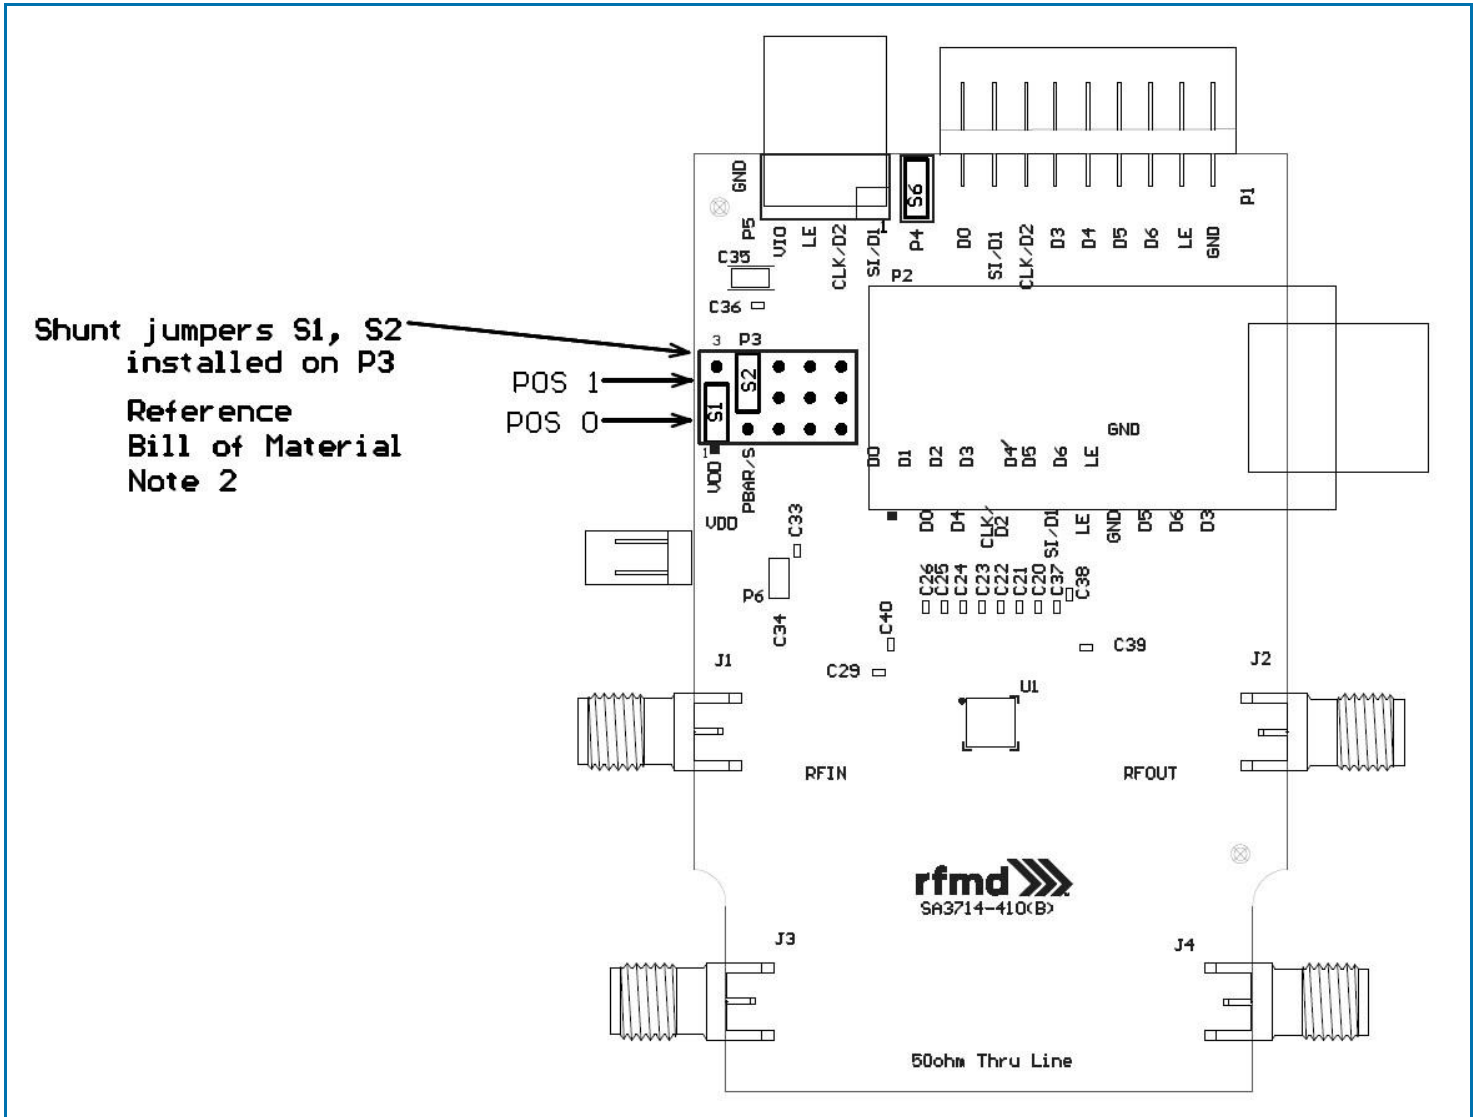 GND
P5
VIO
LE
CLK/D2
SI/D1
1
S6
P4
D0
SI/D1
CLK/D2
D3
D4
D5
D6
LE
GND
P1
C35
C36
P2
Shunt jumpers S1, S2
installed on P3
POS 1
POS 0
Reference
Bill of Material
Note 2
3 P3
S1
S2
1
VDD
PBAR/S
VDD
GND
D0
D1
D2
D3
D4
D5
D6
LE
D0
D4
CLK/
D2
SI/D1
LE
GND
D5
D6
D3
C33
P6
C34
C26
C25
C24
C23
C22
C21
C20
C37
C38
C40
C29
C39
J1
J2
U1
RFIN
RFOUT
rfmd
SA3714-410(B)
J3
J4
50ohm Thru Line